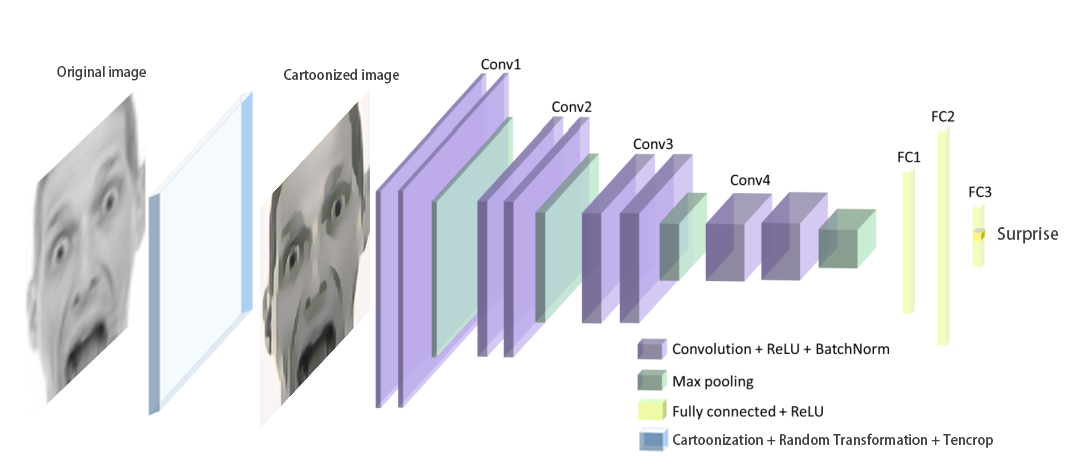 Original image
Cartoonized image
Conv1
Conv2
Conv3
Conv4
FC1
FC2
FC3
Surprise
Convolution + ReLU + BatchNorm
Max pooling
Fully connected + ReLU
Cartoonization + Random Transformation + Tencrop